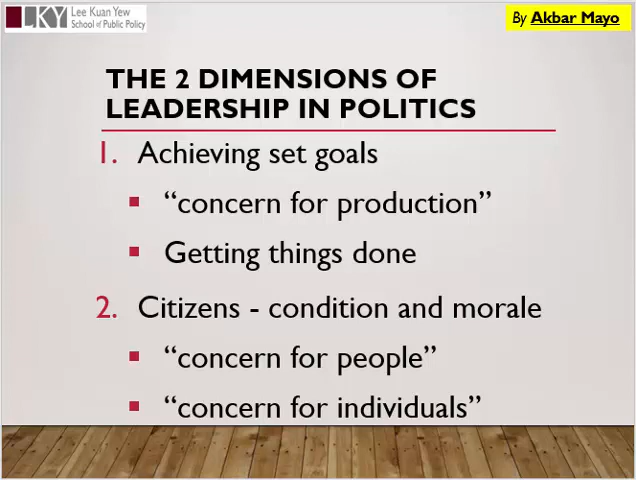 LKY Lee Kuan Yew
School of Public Policy
By Akbar Mayo
THE 2 DIMENSIONS OF
LEADERSHIP IN POLITICS
1. Achieving set goals
▪ “concern for production”
▪ Getting things done
2. Citizens - condition and morale
▪ “concern for people”
▪ “concern for individuals”